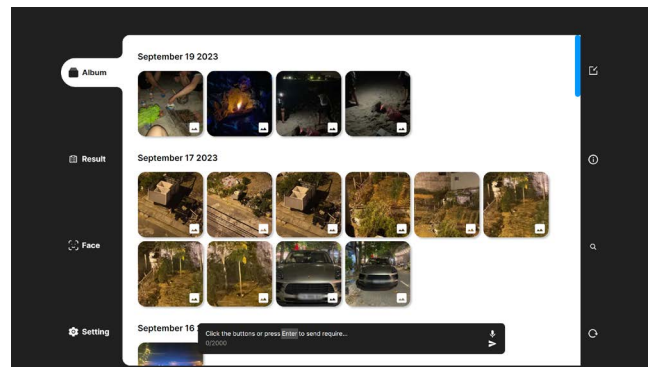 September 19 2023
Album
September 17 2023
Result
Face
Setting
September 16
Click the buttons or press Enter to send require...
0/2000